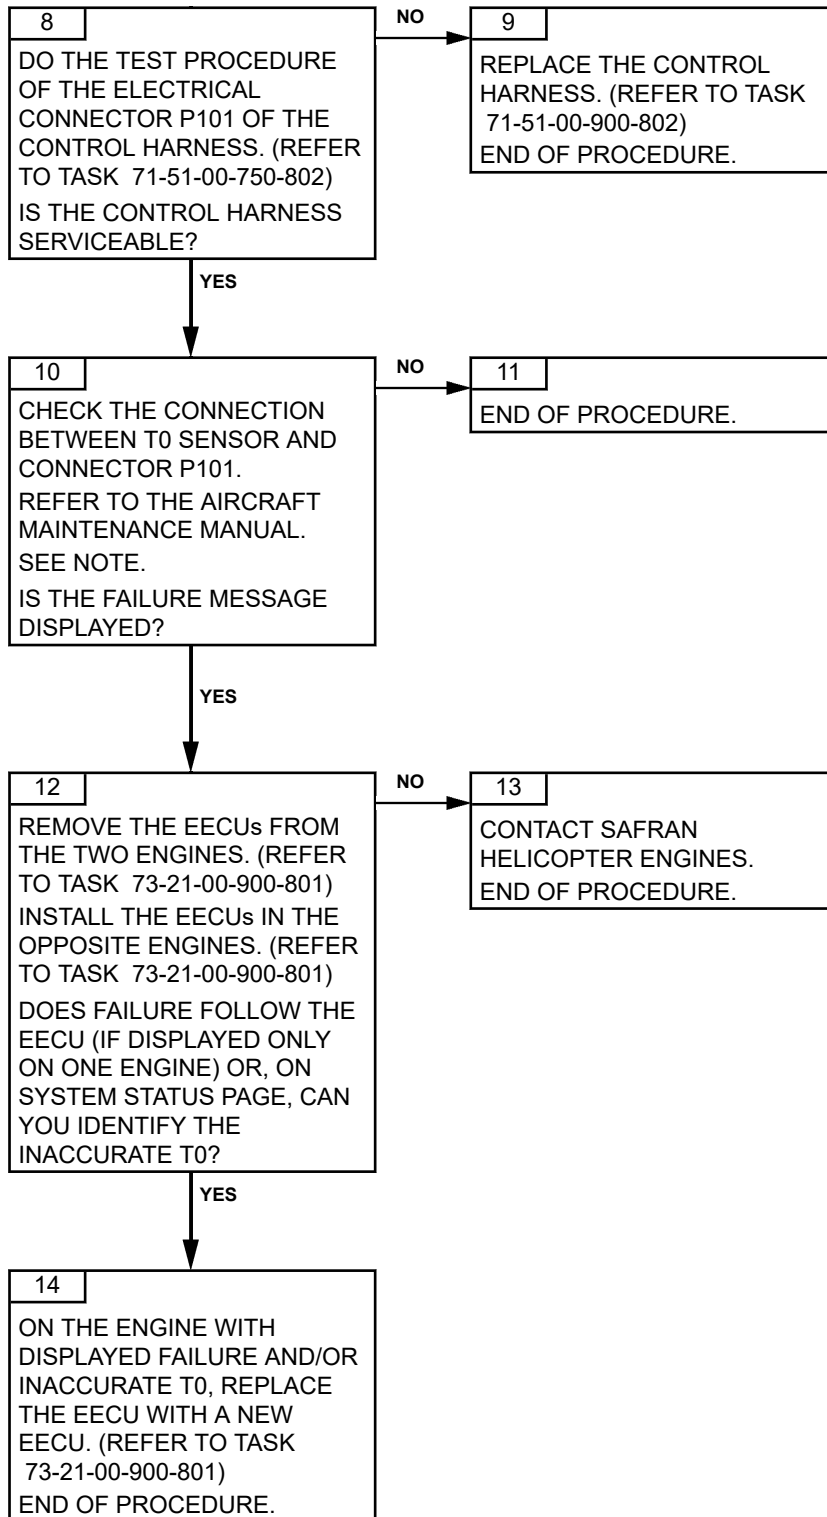 8
DO THE TEST PROCEDURE
OF THE ELECTRICAL
CONNECTOR P101 OF THE
CONTROL HARNESS. (REFER
TO TASK 71-51-00-750-802)
IS THE CONTROL HARNESS
SERVICEABLE?
NO
9
REPLACE THE CONTROL
HARNESS. (REFER TO TASK
71-51-00-900-802)
END OF PROCEDURE.
YES
10
CHECK THE CONNECTION
BETWEEN T0 SENSOR AND
CONNECTOR P101.
REFER TO THE AIRCRAFT
MAINTENANCE MANUAL.
SEE NOTE.
IS THE FAILURE MESSAGE
DISPLAYED?
NO
11
END OF PROCEDURE.
YES
12
REMOVE THE EECUs FROM
THE TWO ENGINES. (REFER
TO TASK 73-21-00-900-801)
INSTALL THE EECUs IN THE
OPPOSITE ENGINES. (REFER
TO TASK 73-21-00-900-801)
DOES FAILURE FOLLOW THE
EECU (IF DISPLAYED ONLY
ON ONE ENGINE) OR, ON
SYSTEM STATUS PAGE, CAN
YOU IDENTIFY THE
INACCURATE T0?
NO
13
CONTACT SAFRAN
HELICOPTER ENGINES.
END OF PROCEDURE.
YES
14
ON THE ENGINE WITH
DISPLAYED FAILURE AND/OR
INACCURATE T0, REPLACE
THE EECU WITH A NEW
EECU. (REFER TO TASK
73-21-00-900-801)
END OF PROCEDURE.